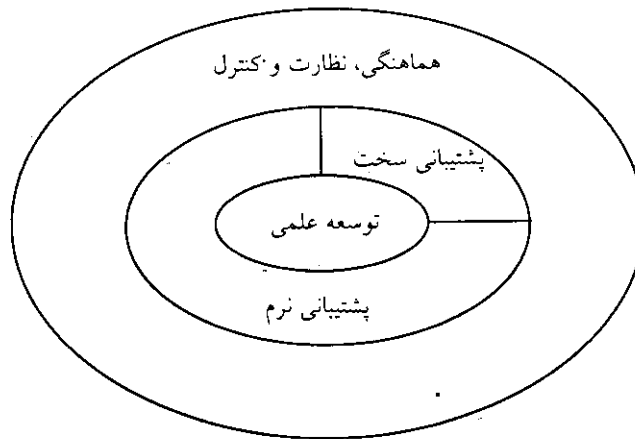 هماهنگی، نظارت و کنترل
پشتیبانی سخت
توسعه علمی
پشتیبانی نرم